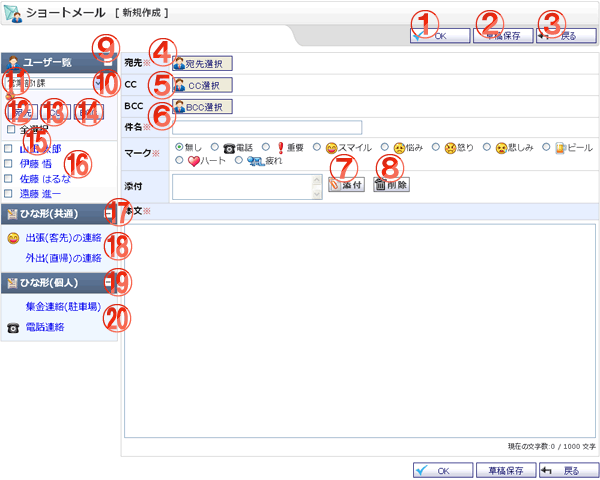 ショートメール [ 新規作成 ]
① ② ③
OK 草稿保存 戻る
⑨ ユーザ一覧
⑪ 営業部1課 ⑩
⑫ ⑬ ⑭
宛先
全選択
⑮ ⑯
山田 太郎
伊藤 悟
佐藤 はるな
遠藤 進一
ひな形(共通) ⑰
出張(客先)の連絡 ⑱
外出(直帰)の連絡
ひな形(個人) ⑲
集金連絡(駐車場) ⑳
電話連絡
宛先※ ④ 宛先選択
CC ⑤ CC選択
BCC ⑥ BCC選択
件名※
マーク※ 無し 電話 重要 スマイル 悩み 怒り 悲しみ ビール
ハート 疲れ
⑦ ⑧
添付 添付 削除
本文※
現在の文字数:0 / 1000 文字
OK 草稿保存 戻る